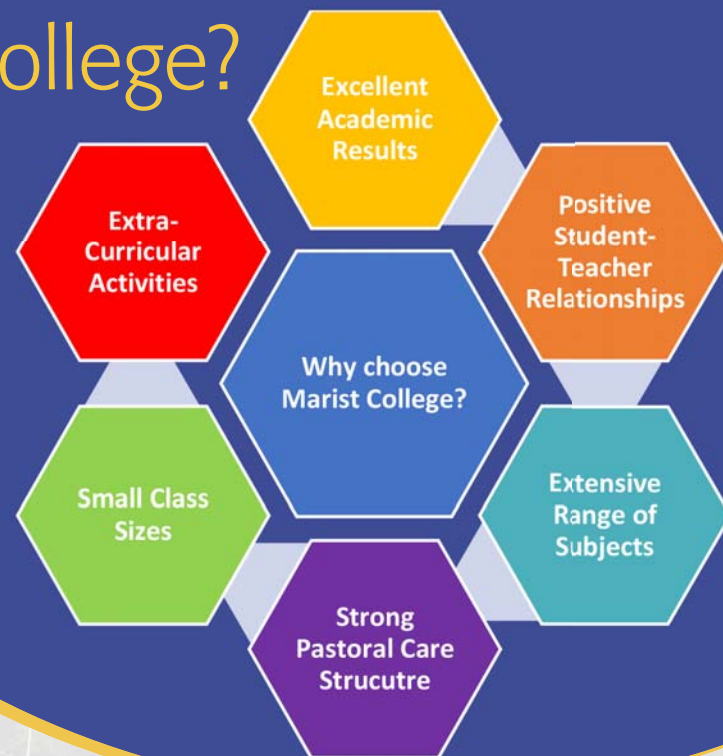 ollege?
Excellent
Academic
Results
Positive
Student-
Teacher
Relationships
Extensive
Range of
Subjects
Strong
Pastoral Care
Strucutre
Small Class
Sizes
Extra-
Curricular
Activities
Why choose
Marist College?